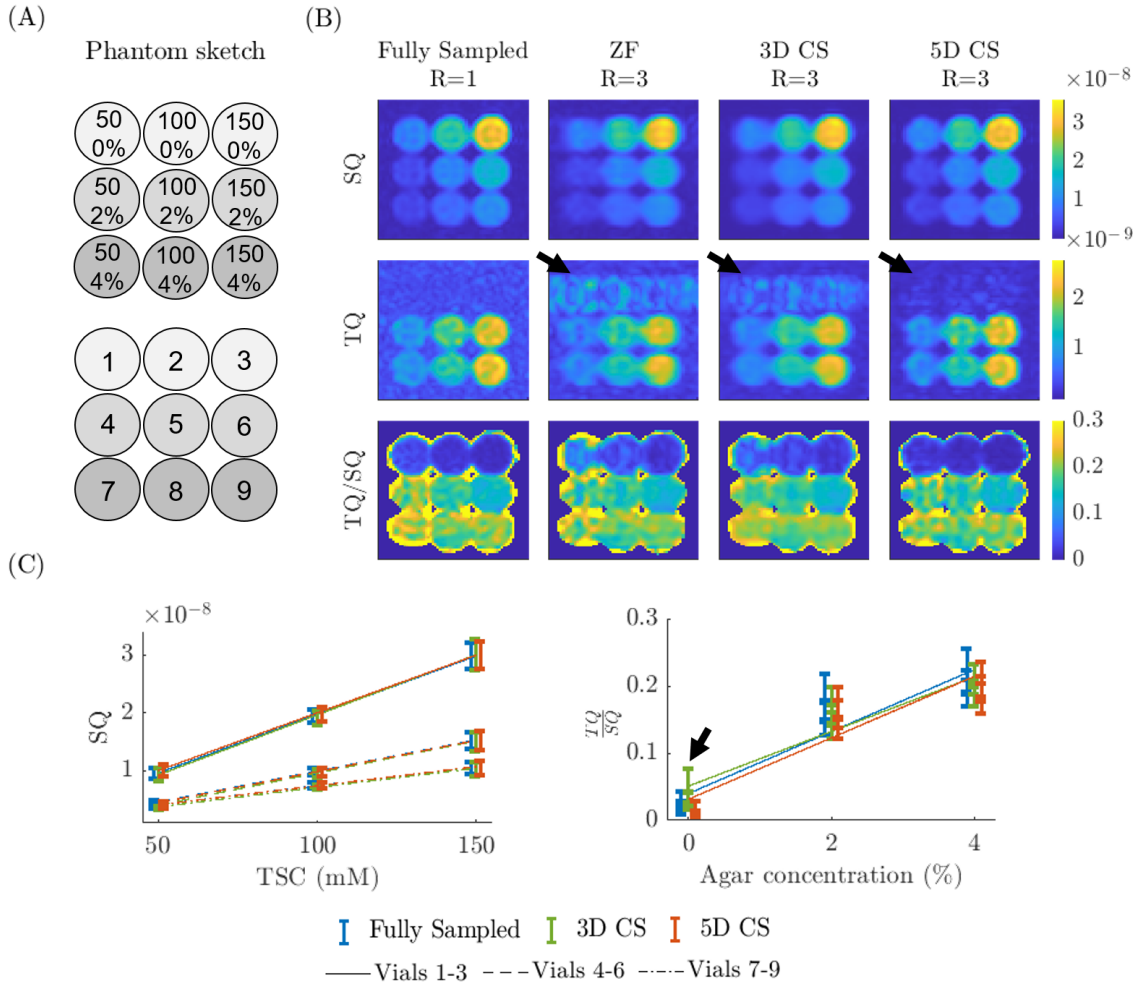 (A)
Phantom sketch
50 100 150
0% 0% 0%
50 100 150
2% 2% 2%
50 100 150
4% 4% 4%
1 2 3
4 5 6
7 8 9
(B)
Fully Sampled ZF 3D CS 5D CS
R=1 R=3 R=3 R=3
×10⁻⁸
SQ
3
2
1
×10⁻⁹
TQ
2
1
TQ/SQ
0.3
0.2
0.1
0
(C)
×10⁻⁸
SQ
3
2
1
50 100 150
TSC (mM)
TQ
SQ
0.3
0.2
0.1
0
0 2 4
Agar concentration (%)
Fully Sampled 3D CS 5D CS
Vials 1-3 Vials 4-6 Vials 7-9